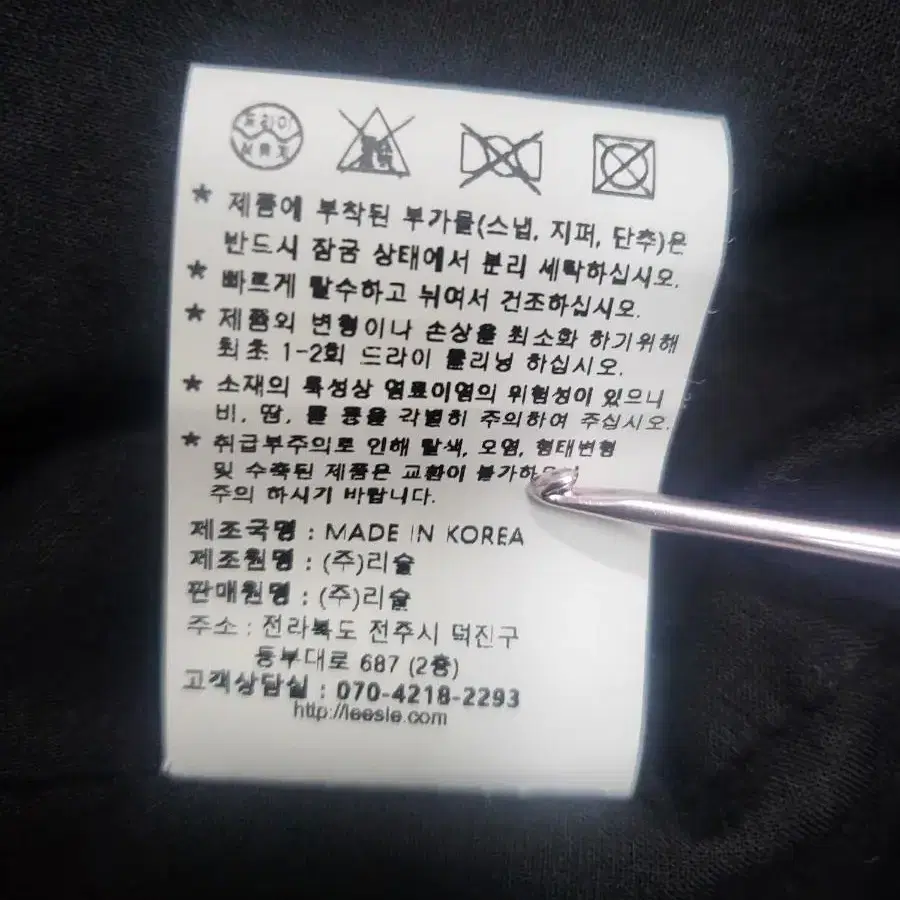 드라이
★ 제품에 부착된 부가물(스냅, 지퍼, 단추)은
반드시 잠굼 상태에서 분리 세탁하십시오.
★ 빠르게 탈수하고 뉘여서 건조하십시오.
★ 제품의 변형이나 손상을 최소화 하기위해
최초 1-2회 드라이 클리닝 하십시오.
★ 소재의 특성상 염료이염의 위험성이 있으니
비, 땀, 물 등을 각별히 주의하여 주십시오.
★ 취급부주의로 인해 탈색, 오염, 형태변형
및 수축된 제품은 교환이
주의 하시기 바랍니다.
제조국명 : MADE IN KOREA
제조원명 : (주)리슬
판매원명 : (주)리슬
주소 : 전라북도 전주시 덕진구
동부대로 687 (2층)
고객상담실 : 070-4218-2293
http://leesle.com